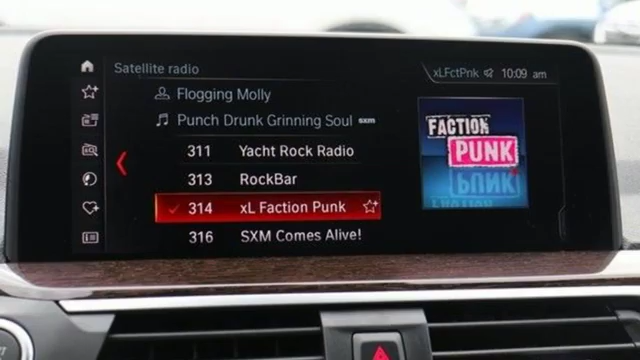 Satellite radio
xLFctPnk 10:09 am
Flogging Molly
Punch Drunk Grinning Soul sxm
311 Yacht Rock Radio
313 RockBar
314 xL Faction Punk
316 SXM Comes Alive!
FACTION
PUNK